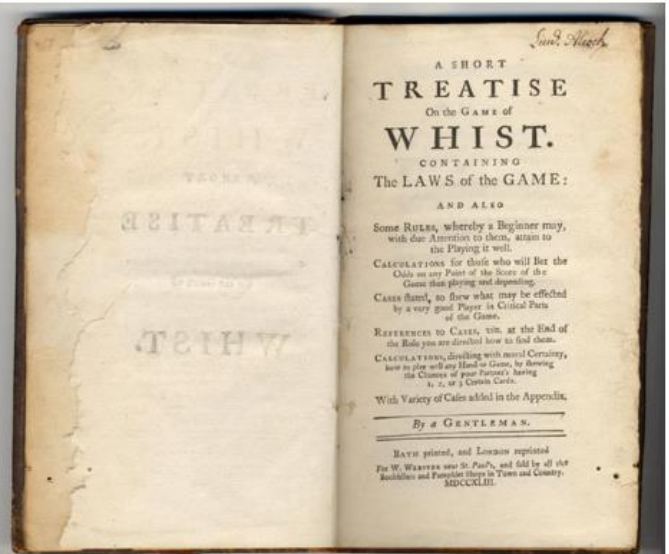 A SHORT
TREATISE
On the GAME of
WHIST.
CONTAINING
The LAWS of the GAME:
AND ALSO
Some RULES, whereby a Beginner may,
with due Attention to them, attain to
the Playing it well.
CALCULATIONS for those who will Bet the
Odds on any Point of the Score of the
Game then playing and depending.
CASES stated, to shew what may be effected
by a very good Player in Critical Parts
of the Game.
REFERENCES to CASES, viz. at the End of
the Rule you are directed how to find them.
CALCULATIONS, directing with moral Certainty,
how to play well any Hand or Game, by shewing
the Chances of your Partner's having
1, 2, or 3 Certain Cards.
With Variety of Cases added in the Appendix.
By a GENTLEMAN.
BATH printed, and LONDON reprinted
For W. WEBSTER near St. Paul's, and sold by all the
Booksellers and Pamphlet Shops in Town and Country.
MDCCXLIII.